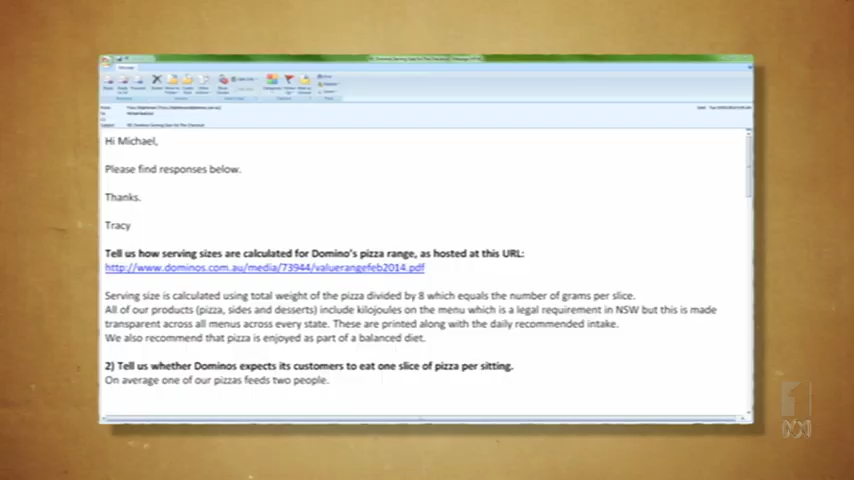 Message
Hi Michael,
Please find responses below.
Thanks.
Tracy
Tell us how serving sizes are calculated for Domino's pizza range, as hosted at this URL:
http://www.dominos.com.au/media/73944/valuerangefeb2014.pdf
Serving size is calculated using total weight of the pizza divided by 8 which equals the number of grams per slice.
All of our products (pizza, sides and desserts) include kilojoules on the menu which is a legal requirement in NSW but this is made
transparent across all menus across every state. These are printed along with the daily recommended intake.
We also recommend that pizza is enjoyed as part of a balanced diet.
2) Tell us whether Dominos expects its customers to eat one slice of pizza per sitting.
On average one of our pizzas feeds two people.
1